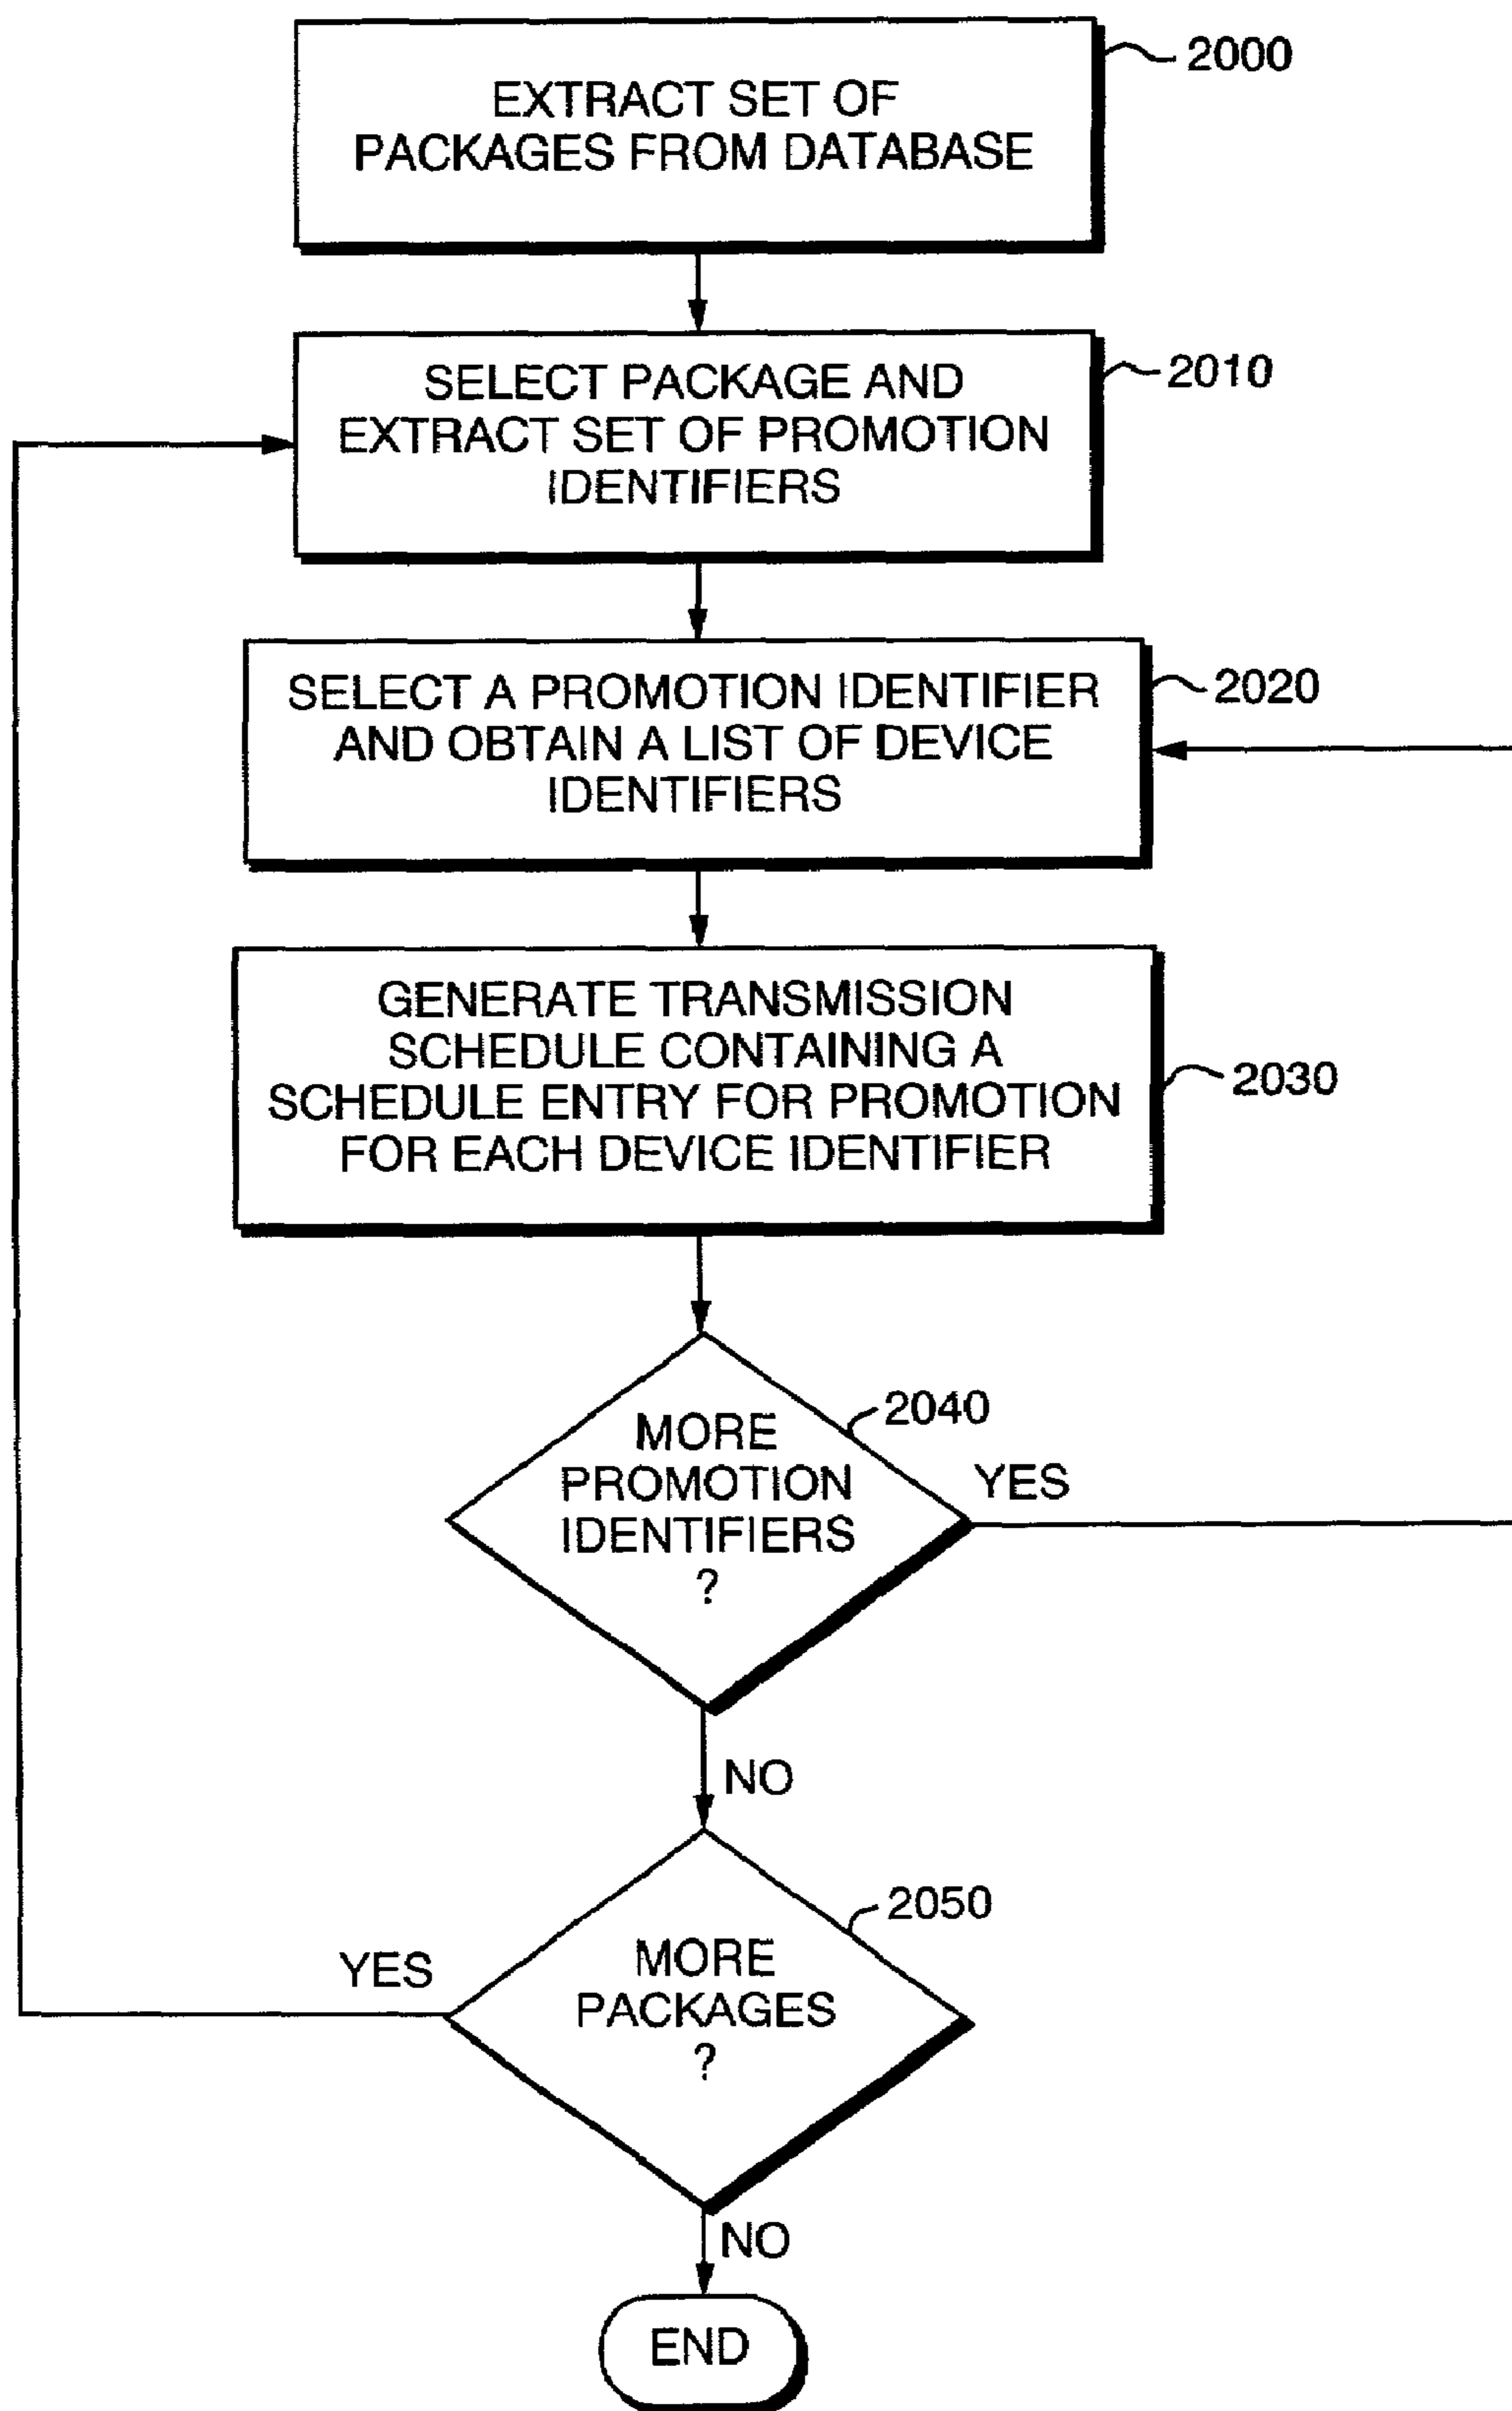 2000
EXTRACT SET OF
PACKAGES FROM DATABASE
2010
SELECT PACKAGE AND
EXTRACT SET OF PROMOTION
IDENTIFIERS
2020
SELECT A PROMOTION IDENTIFIER
AND OBTAIN A LIST OF DEVICE
IDENTIFIERS
GENERATE TRANSMISSION
SCHEDULE CONTAINING A
SCHEDULE ENTRY FOR PROMOTION
FOR EACH DEVICE IDENTIFIER
2030
2040
MORE
PROMOTION
IDENTIFIERS
?
YES
NO
2050
MORE
PACKAGES
?
YES
NO
END